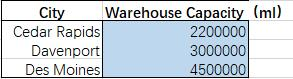 City Warehouse Capacity (ml)
Cedar Rapids 2200000
Davenport 3000000
Des Moines 4500000